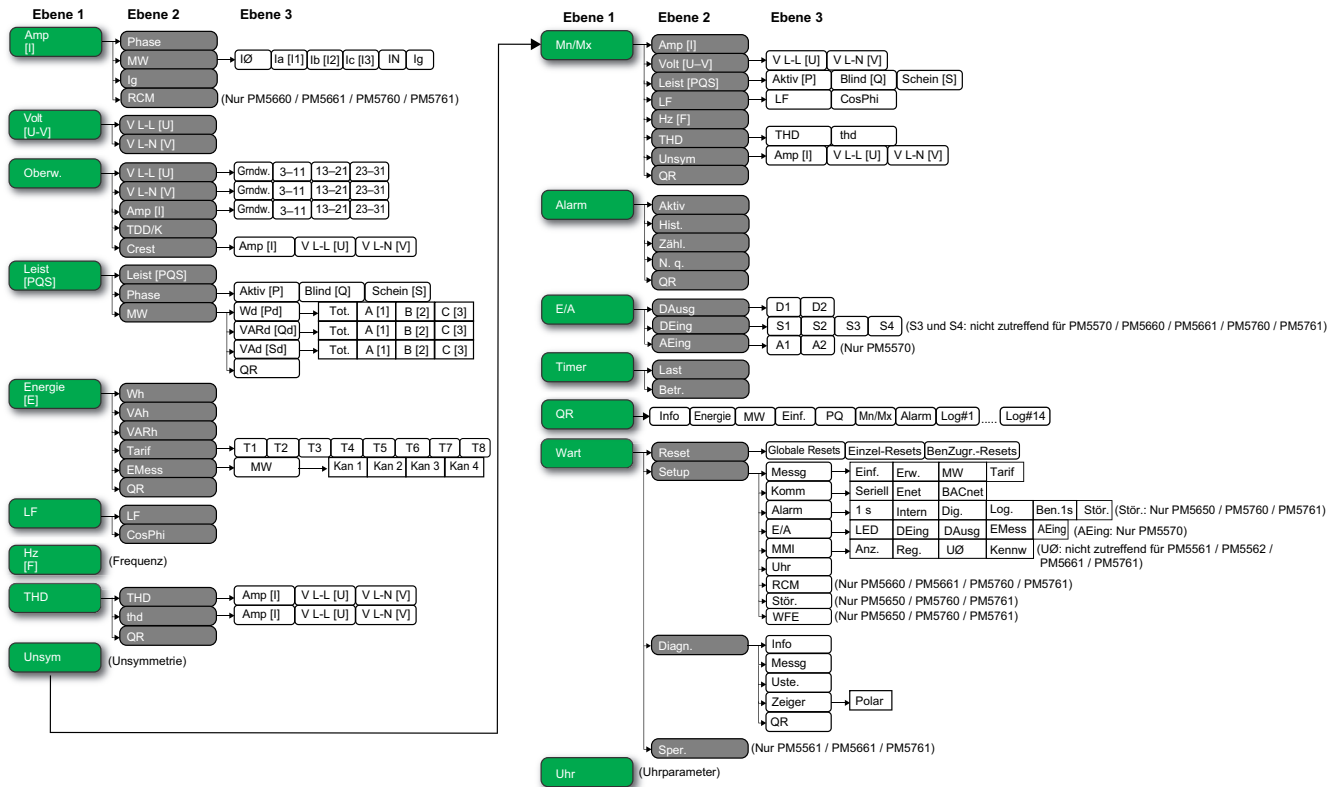 Ebene 1 Ebene 2 Ebene 3
Amp
[I]
Phase
MW IØ Ia [I1] Ib [I2] Ic [I3] IN Ig
Ig
RCM (Nur PM5660 / PM5661 / PM5760 / PM5761)
Volt
[U-V]
V L-L [U]
V L-N [V]
Oberw.
V L-L [U] Grndw. 3–11 13–21 23–31
V L-N [V] Grndw. 3–11 13–21 23–31
Amp [I] Grndw. 3–11 13–21 23–31
TDD/K
Crest Amp [I] V L-L [U] V L-N [V]
Leist
[PQS]
Leist [PQS]
Phase Aktiv [P] Blind [Q] Schein [S]
MW Wd [Pd] Tot. A [1] B [2] C [3]
VARd [Qd] Tot. A [1] B [2] C [3]
VAd [Sd] Tot. A [1] B [2] C [3]
QR
Energie
[E]
Wh
VAh
VARh
Tarif T1 T2 T3 T4 T5 T6 T7 T8
EMess MW Kan 1 Kan 2 Kan 3 Kan 4
QR
LF
LF
CosPhi
Hz
[F]
(Frequenz)
THD
THD Amp [I] V L-L [U] V L-N [V]
thd Amp [I] V L-L [U] V L-N [V]
QR
Unsym (Unsymmetrie)
Ebene 1 Ebene 2 Ebene 3
Mn/Mx
Amp [I]
Volt [U–V] V L-L [U] V L-N [V]
Leist [PQS] Aktiv [P] Blind [Q] Schein [S]
LF LF CosPhi
Hz [F]
THD THD thd
Unsym Amp [I] V L-L [U] V L-N [V]
QR
Alarm
Aktiv
Hist.
Zähl.
N. q.
QR
E/A
DAusg D1 D2
DEing S1 S2 S3 S4 (S3 und S4: nicht zutreffend für PM5570 / PM5660 / PM5661 / PM5760 / PM5761)
AEing A1 A2 (Nur PM5570)
Timer
Last
Betr.
QR Info Energie MW Einf. PQ Mn/Mx Alarm Log#1 ..... Log#14
Wart
Reset Globale Resets Einzel-Resets BenZugr.-Resets
Setup Messg Einf. Erw. MW Tarif
Komm Seriell Enet BACnet
Alarm 1 s Intern Dig. Log. Ben.1s Stör. (Stör.: Nur PM5650 / PM5760 / PM5761)
E/A LED DEing DAusg EMess AEing (AEing: Nur PM5570)
MMI Anz. Reg. UØ Kennw (UØ: nicht zutreffend für PM5561 / PM5562 /
PM5661 / PM5761)
Uhr
RCM (Nur PM5660 / PM5661 / PM5760 / PM5761)
Stör. (Nur PM5650 / PM5760 / PM5761)
WFE (Nur PM5650 / PM5760 / PM5761)
Diagn. Info
Messg
Uste.
Zeiger Polar
QR
Sper. (Nur PM5561 / PM5661 / PM5761)
Uhr (Uhrparameter)